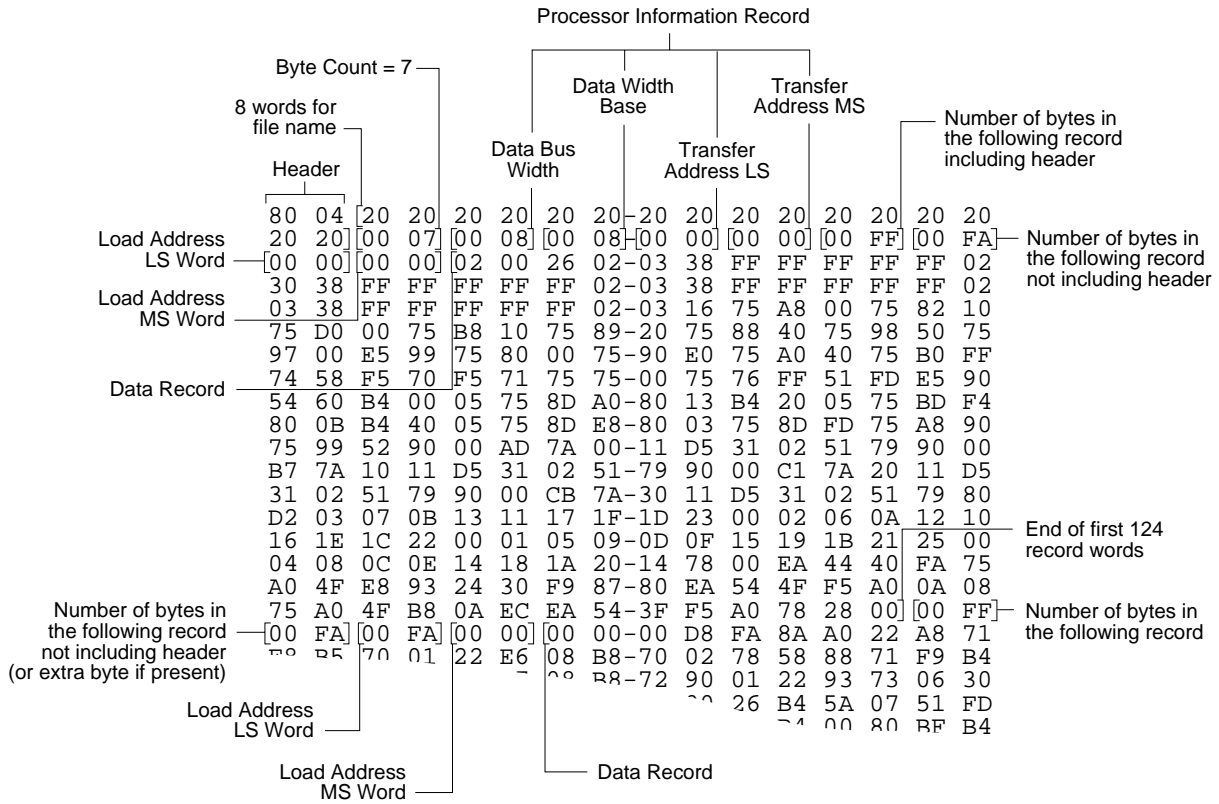 Processor Information Record
Byte Count = 7
Data Width
Base
Transfer
Address MS
8 words for
file name
Number of bytes in
the following record
including header
Data Bus
Width
Transfer
Address LS
Header
80 04 [20 20 20 20 20 20-20 20 20 20 20 20 20 20
Load Address
LS Word
20 20] [00 07] [00 08] [00 08]-[00 00] [00 00] [00 FF] [00 FA]
Number of bytes in
the following record
not including header
[00 00] [00 00] [02 00 26 02-03 38 FF FF FF FF FF 02
Load Address
MS Word
30 38 FF FF FF FF FF 02-03 38 FF FF FF FF FF 02
03 38 FF FF FF FF FF 02-03 16 75 A8 00 75 82 10
75 D0 00 75 B8 10 75 89-20 75 88 40 75 98 50 75
97 00 E5 99 75 80 00 75-90 E0 75 A0 40 75 B0 FF
Data Record
74 58 F5 70 F5 71 75 75-00 75 76 FF 51 FD E5 90
54 60 B4 00 05 75 8D A0-80 13 B4 20 05 75 BD F4
80 0B B4 40 05 75 8D E8-80 03 75 8D FD 75 A8 90
75 99 52 90 00 AD 7A 00-11 D5 31 02 51 79 90 00
B7 7A 10 11 D5 31 02 51-79 90 00 C1 7A 20 11 D5
31 02 51 79 90 00 CB 7A-30 11 D5 31 02 51 79 80
D2 03 07 0B 13 11 17 1F-1D 23 00 02 06 0A 12 10
16 1E 1C 22 00 01 05 09-0D 0F 15 19 1B 21 25 00
End of first 124
record words
04 08 0C 0E 14 18 1A 20-14 78 00 EA 44 40 FA 75
A0 4F E8 93 24 30 F9 87-80 EA 54 4F F5 A0 0A 08
75 A0 4F B8 0A EC EA 54-3F F5 A0 78 28 00] [00 FF]
Number of bytes in
the following record
Number of bytes in
the following record
not including header
(or extra byte if present)
[00 FA] [00 FA] [00 00] [00 00-00 D8 FA 8A A0 22 A8 71
F8 B5 70 01 22 E6 08 B8-70 02 78 58 88 71 F9 B4
08 B8-72 90 01 22 93 73 06 30
26 B4 5A 07 51 FD
B4 00 80 BF B4
Load Address
LS Word
Load Address
MS Word
Data Record